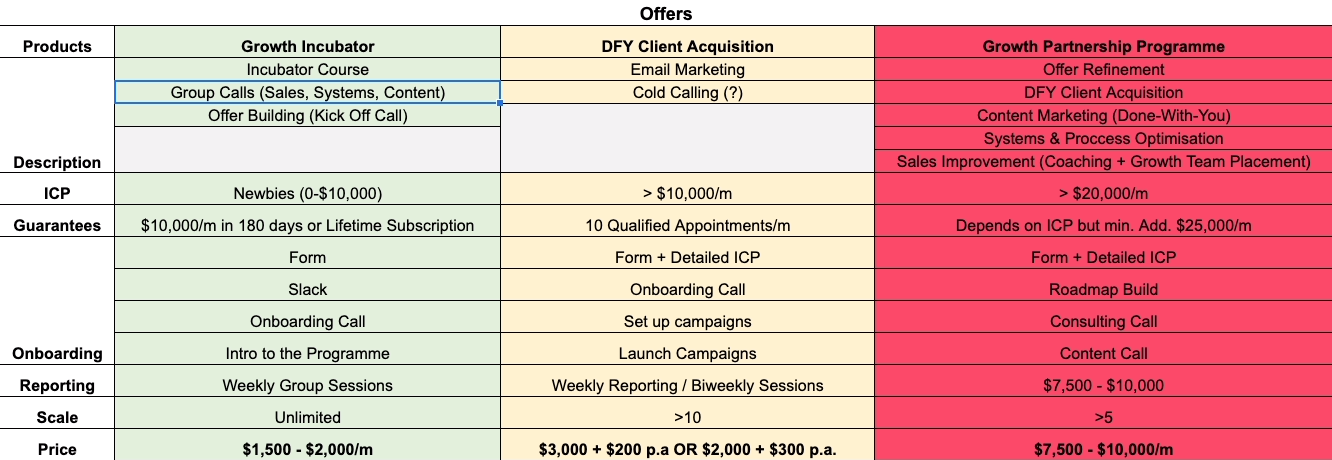 Offers
Products Growth Incubator DFY Client Acquisition Growth Partnership Programme
Incubator Course Email Marketing Offer Refinement
Group Calls (Sales, Systems, Content) Cold Calling (?) DFY Client Acquisition
Offer Building (Kick Off Call) Content Marketing (Done-With-You)
Systems & Proccess Optimisation
Description Sales Improvement (Coaching + Growth Team Placement)
ICP Newbies (0-$10,000) > $10,000/m > $20,000/m
Guarantees $10,000/m in 180 days or Lifetime Subscription 10 Qualified Appointments/m Depends on ICP but min. Add. $25,000/m
Form Form + Detailed ICP Form + Detailed ICP
Slack Onboarding Call Roadmap Build
Onboarding Call Set up campaigns Consulting Call
Onboarding Intro to the Programme Launch Campaigns Content Call
Reporting Weekly Group Sessions Weekly Reporting / Biweekly Sessions $7,500 - $10,000
Scale Unlimited >10 >5
Price $1,500 - $2,000/m $3,000 + $200 p.a OR $2,000 + $300 p.a. $7,500 - $10,000/m